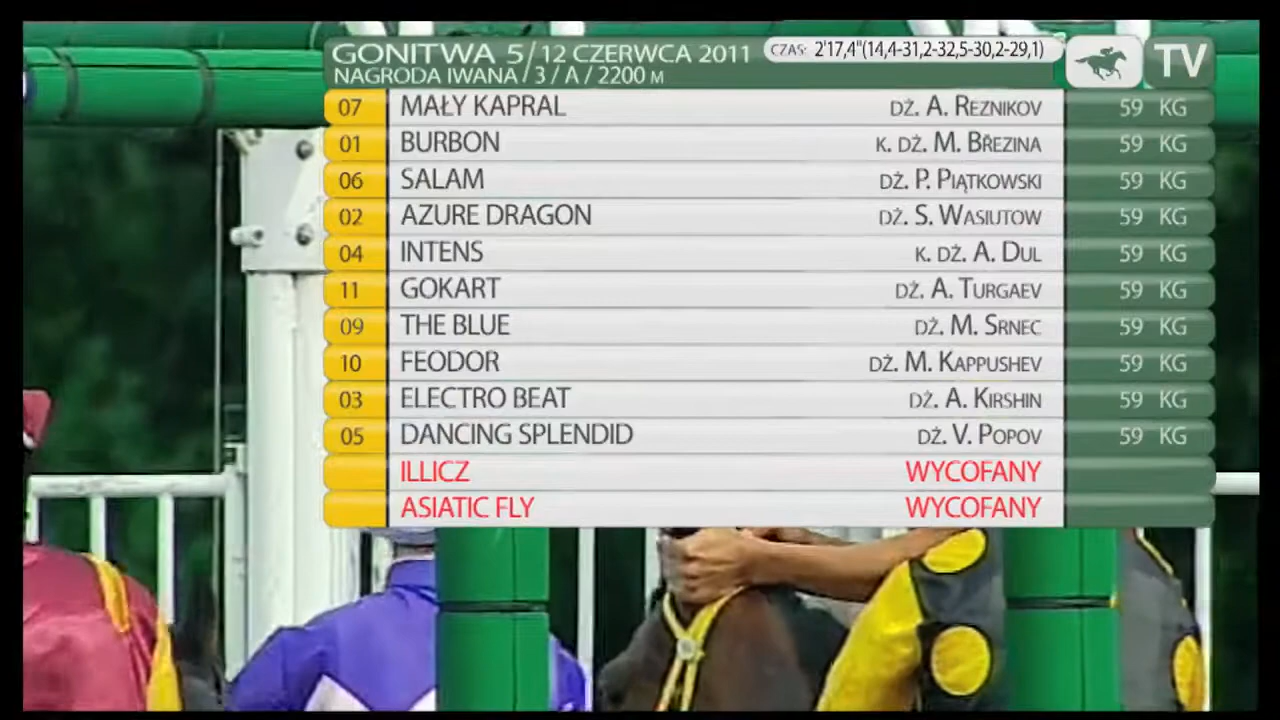 GONITWA 5/12 CZERWCA 2011 CZAS: 2'17,4"(14,4-31,2-32,5-30,2-29,1) TV
NAGRODA IWANA / 3 / A / 2200 M
07 MAŁY KAPRAL DŻ. A. REZNIKOV 59 KG
01 BURBON K. DŻ. M. BŘEZINA 59 KG
06 SALAM DŻ. P. PIĄTKOWSKI 59 KG
02 AZURE DRAGON DŻ. S. WASIUTOW 59 KG
04 INTENS K. DŻ. A. DUL 59 KG
11 GOKART DŻ. A. TURGAEV 59 KG
09 THE BLUE DŻ. M. SRNEC 59 KG
10 FEODOR DŻ. M. KAPPUSHEV 59 KG
03 ELECTRO BEAT DŻ. A. KIRSHIN 59 KG
05 DANCING SPLENDID DŻ. V. POPOV 59 KG
ILLICZ WYCOFANY
ASIATIC FLY WYCOFANY